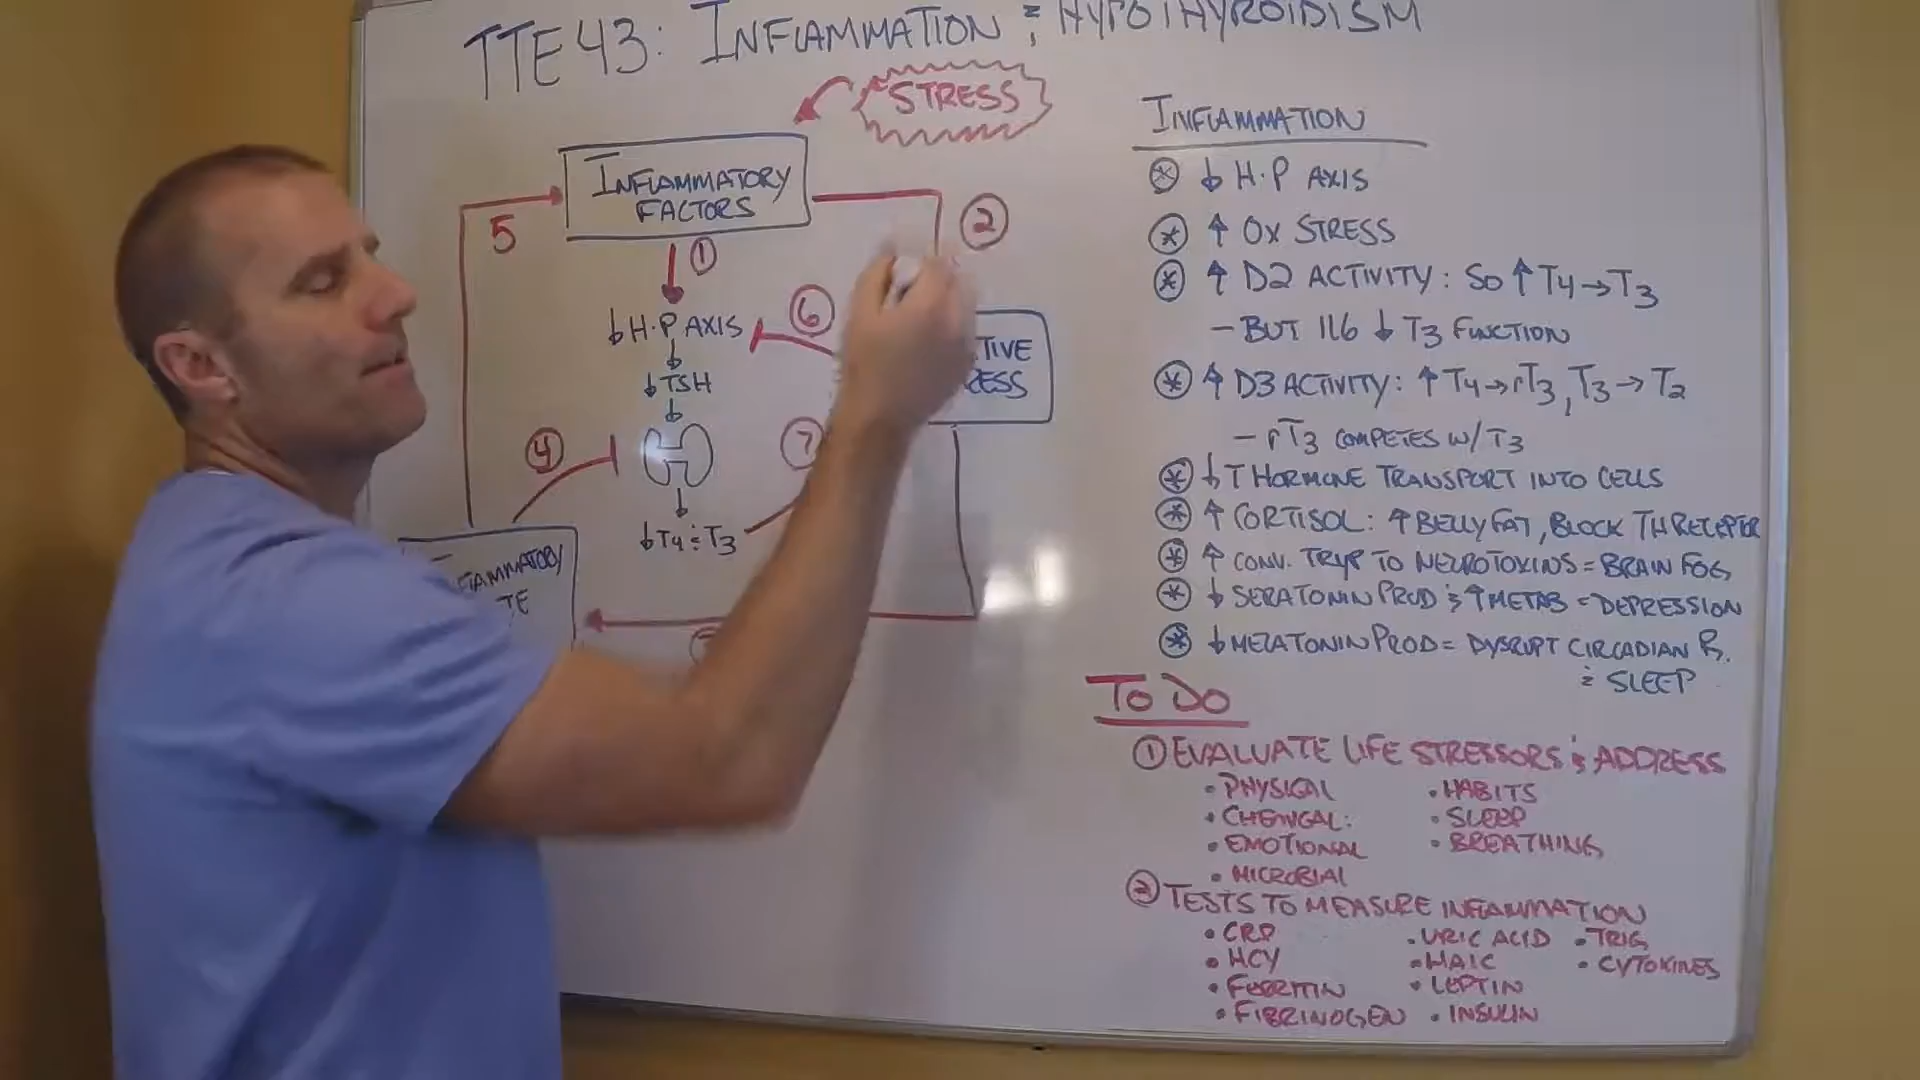 TTE 43: INFLAMMATION & HYPOTHYROIDISM
STRESS
INFLAMMATORY
FACTORS
①
②
5
↓ H·P AXIS
⑥
↓TSH
④
⑦
↓T4 & T3
TIVE
RESS
INFLAMMATION
↓ H·P AXIS
↑ OX STRESS
↑ D2 ACTIVITY: SO ↑ T4→T3
- BUT IL6 ↓ T3 FUNCTION
↑ D3 ACTIVITY: ↑ T4→rT3, T3→T2
- rT3 COMPETES W/T3
↓ T HORMONE TRANSPORT INTO CELLS
↑ CORTISOL: ↑ BELLY FAT, BLOCK TH RECEPTOR
↑ CONV. TRYP TO NEUROTOXINS = BRAIN FOG
↓ SERATONIN PROD & ↑ METAB = DEPRESSION
↓ MELATONIN PROD = DYSRUPT CIRCADIAN R.
& SLEEP
TO DO
① EVALUATE LIFE STRESSORS & ADDRESS
• PHYSICAL • HABITS
• CHEMICAL: • SLEEP
• EMOTIONAL • BREATHING
• MICROBIAL
② TESTS TO MEASURE INFLAMMATION
• CRP • URIC ACID • TRIG
• HCY • HA1C • CYTOKINES
• FERRITIN • LEPTIN
• FIBRINOGEN • INSULIN